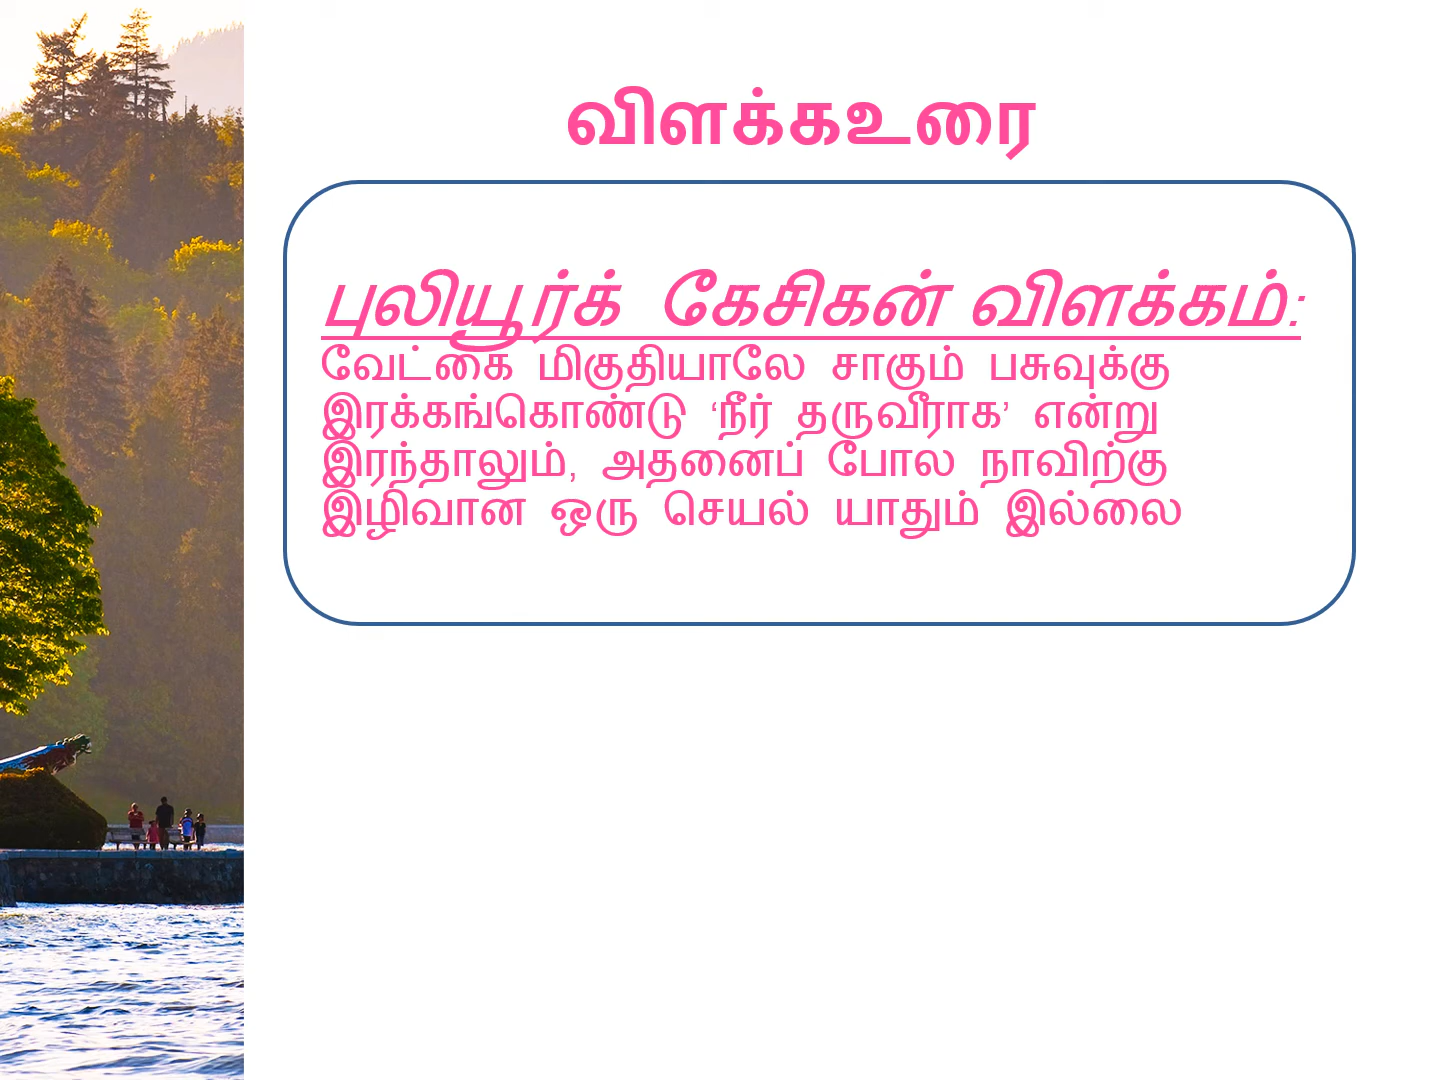 விளக்கஉரை
புலியூர்க் கேசிகன் விளக்கம்:
வேட்கை மிகுதியாலே சாகும் பசுவுக்கு
இரக்கங்கொண்டு ‘நீர் தருவீராக’ என்று
இரந்தாலும், அதனைப் போல நாவிற்கு
இழிவான ஒரு செயல் யாதும் இல்லை